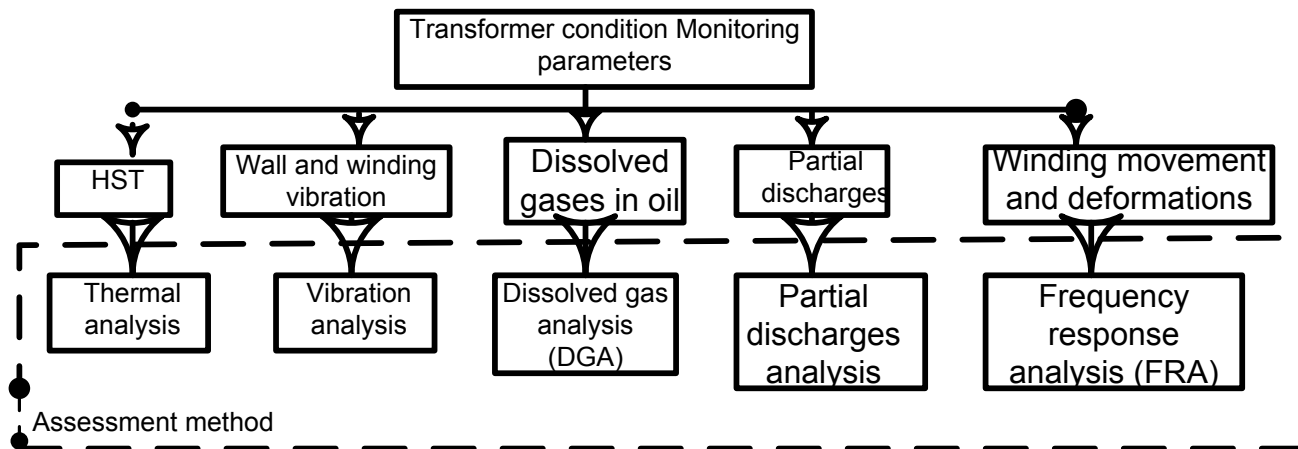 Transformer condition Monitoring
parameters
HST
Wall and winding
vibration
Dissolved
gases in oil
Partial
discharges
Winding movement
and deformations
Thermal
analysis
Vibration
analysis
Dissolved gas
analysis
(DGA)
Partial
discharges
analysis
Frequency
response
analysis (FRA)
Assessment method